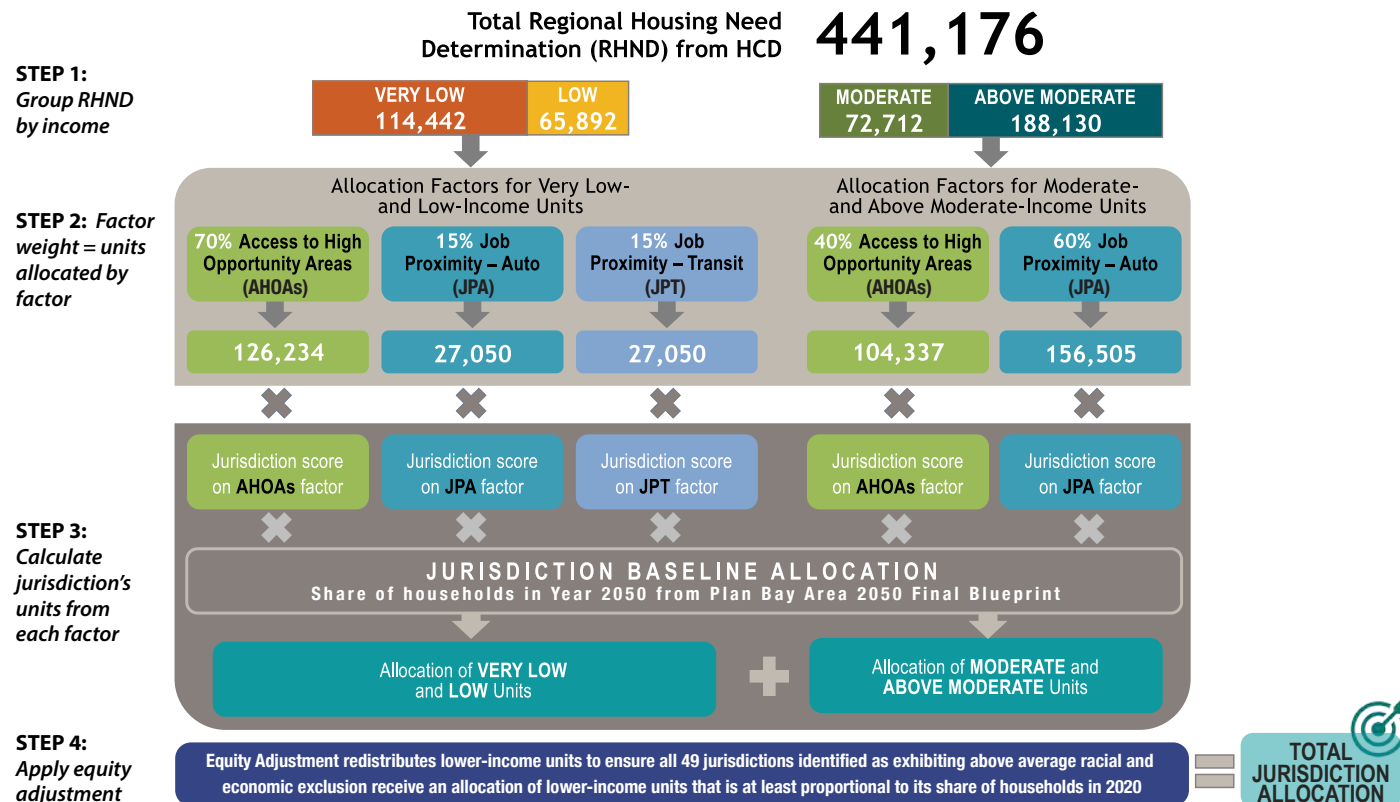 Total Regional Housing Need
Determination (RHND) from HCD
441,176
STEP 1:
Group RHND
by income
VERY LOW
114,442
LOW
65,892
MODERATE
72,712
ABOVE MODERATE
188,130
STEP 2: Factor
weight = units
allocated by
factor
Allocation Factors for Very Low-
and Low-Income Units
70% Access to High
Opportunity Areas
(AHOAs)
15% Job
Proximity – Auto
(JPA)
15% Job
Proximity – Transit
(JPT)
126,234
27,050
27,050
Allocation Factors for Moderate-
and Above Moderate-Income Units
40% Access to High
Opportunity Areas
(AHOAs)
60% Job
Proximity – Auto
(JPA)
104,337
156,505
STEP 3:
Calculate
jurisdiction's
units from
each factor
Jurisdiction score
on AHOAs factor
Jurisdiction score
on JPA factor
Jurisdiction score
on JPT factor
Jurisdiction score
on AHOAs factor
Jurisdiction score
on JPA factor
JURISDICTION BASELINE ALLOCATION
Share of households in Year 2050 from Plan Bay Area 2050 Final Blueprint
Allocation of VERY LOW
and LOW Units
Allocation of MODERATE and
ABOVE MODERATE Units
STEP 4:
Apply equity
adjustment
Equity Adjustment redistributes lower-income units to ensure all 49 jurisdictions identified as exhibiting above average racial and
economic exclusion receive an allocation of lower-income units that is at least proportional to its share of households in 2020
TOTAL
JURISDICTION
ALLOCATION